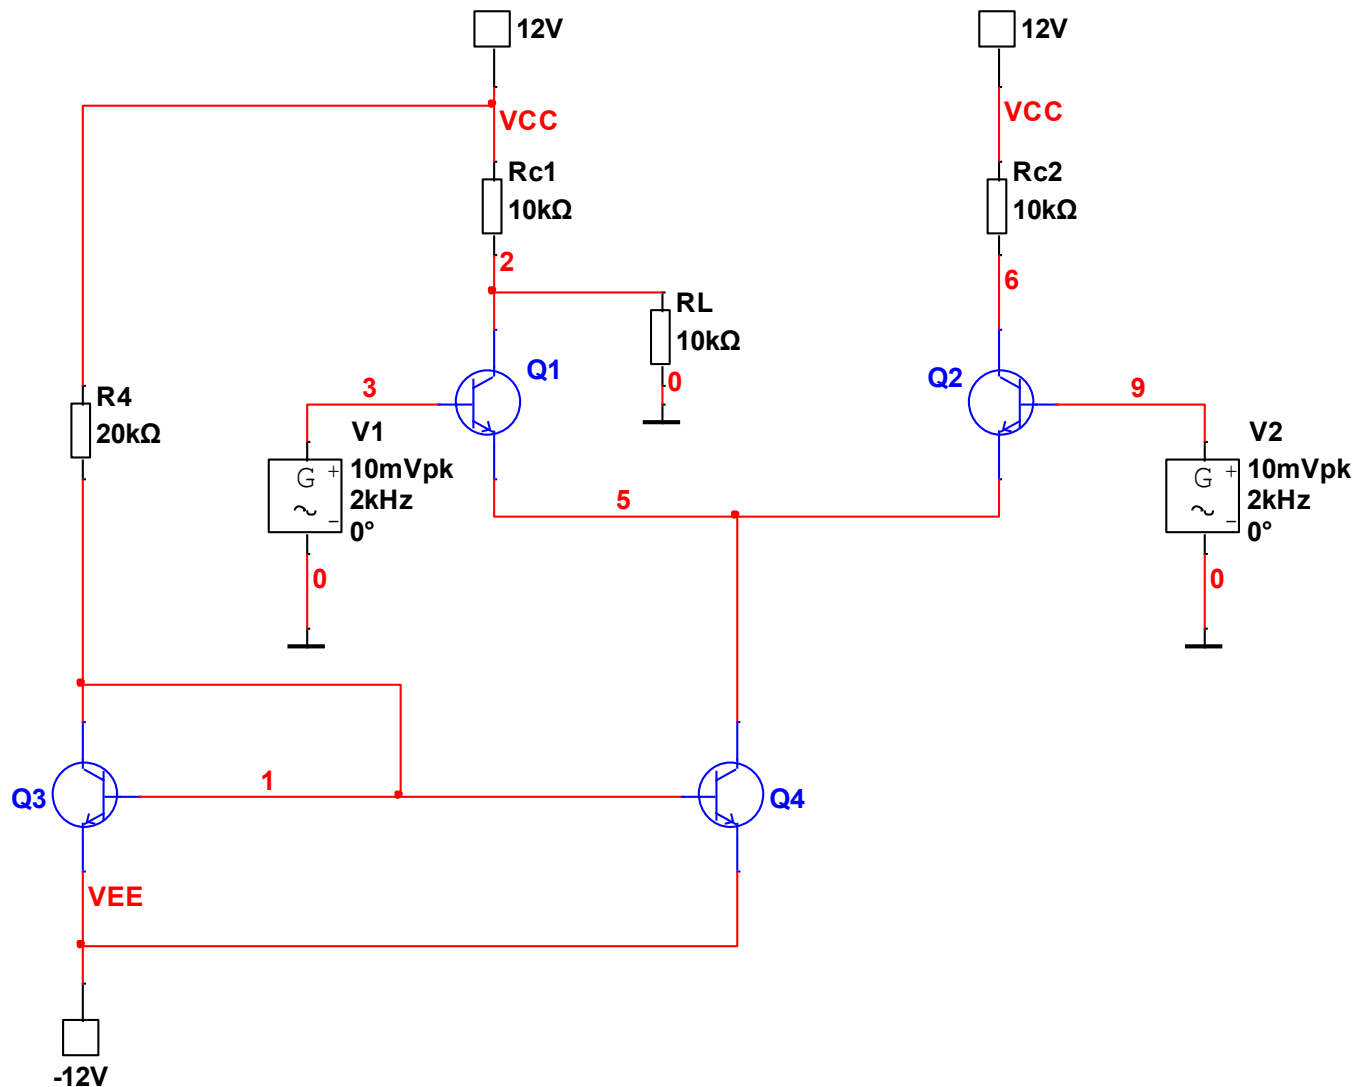 12V
12V
VCC
VCC
Rc1
10kΩ
Rc2
10kΩ
2
6
RL
10kΩ
Q1
Q2
3
0
9
R4
20kΩ
V1
G
10mVpk
2kHz
0°
V2
G
10mVpk
2kHz
0°
5
0
0
1
Q3
Q4
VEE
-12V